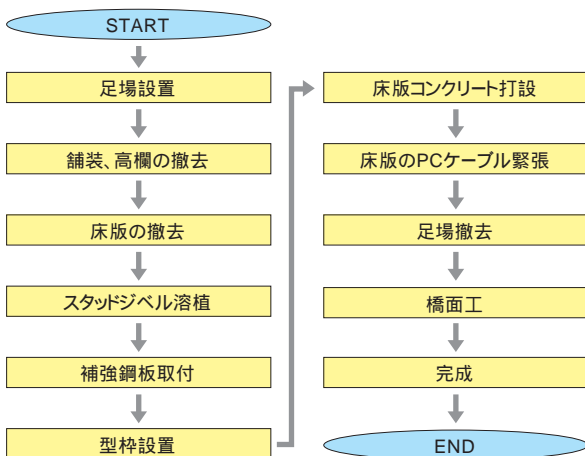 START
足場設置
舗装、高欄の撤去
床版の撤去
スタッドジベル溶植
補強鋼板取付
型枠設置
床版コンクリート打設
床版のPCケーブル緊張
足場撤去
橋面工
完成
END